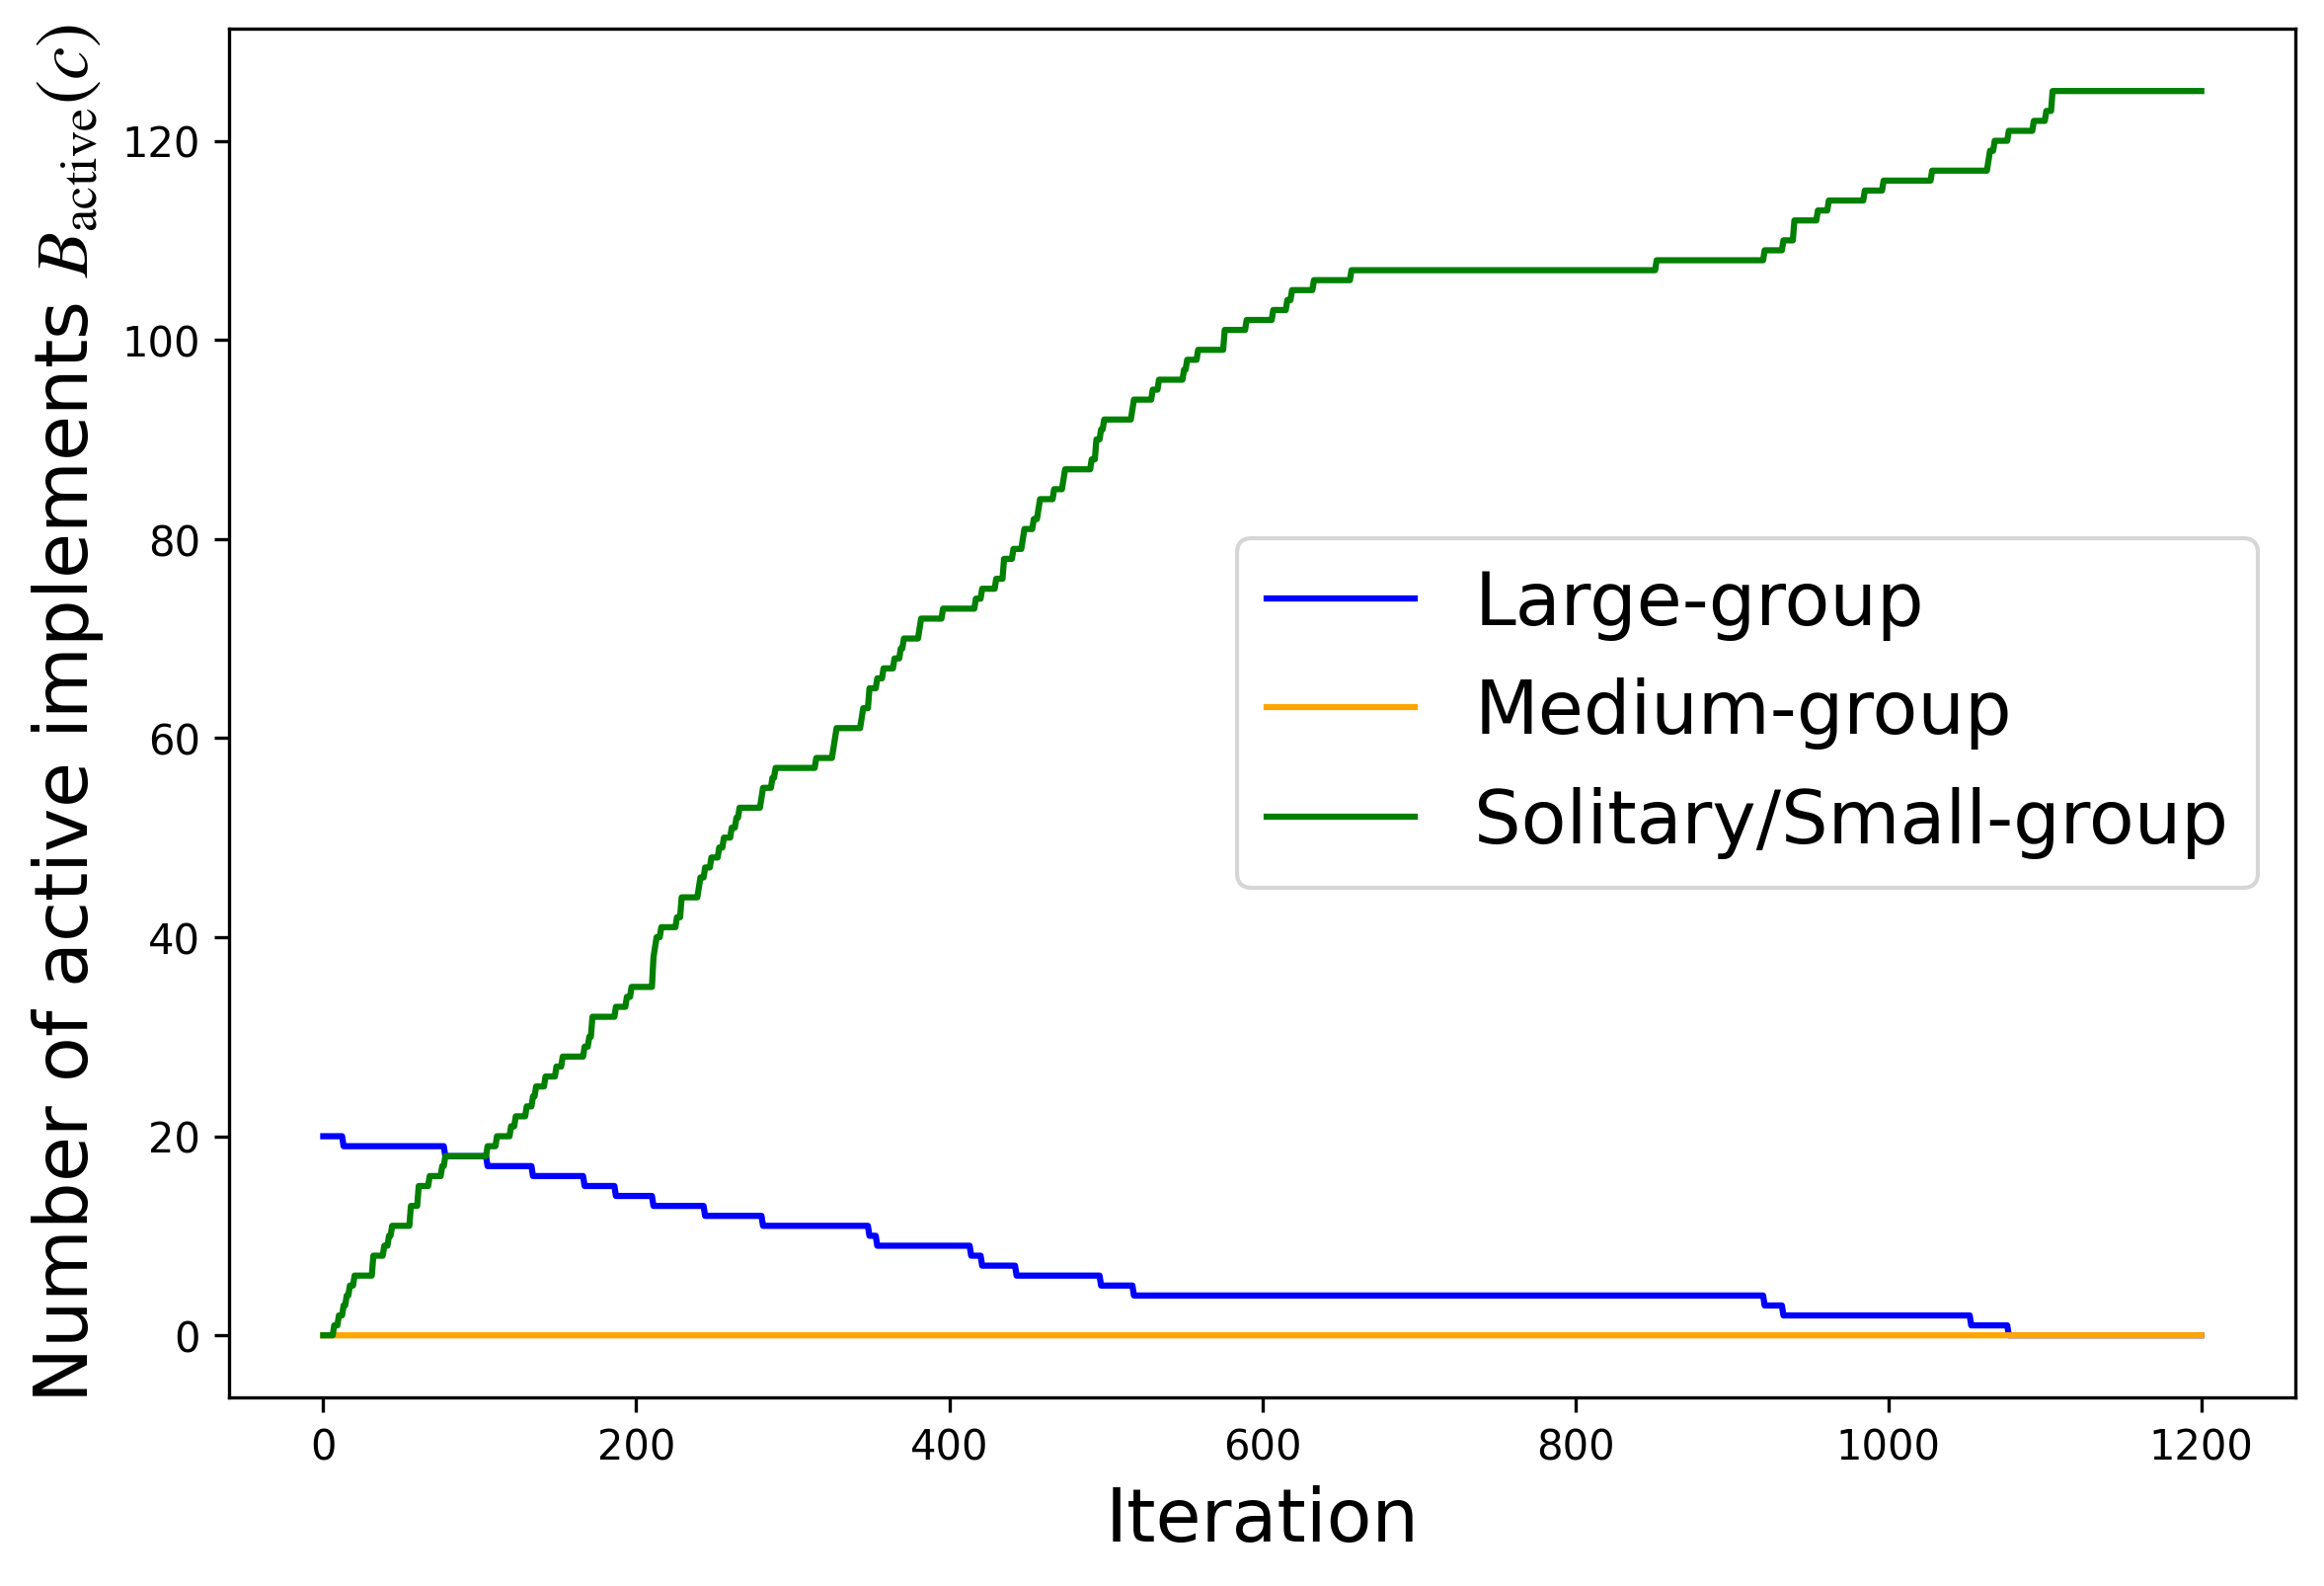 Number of active implements B_active(c)
120
100
80
60
40
20
0
Large-group
Medium-group
Solitary/Small-group
0 200 400 600 800 1000 1200
Iteration